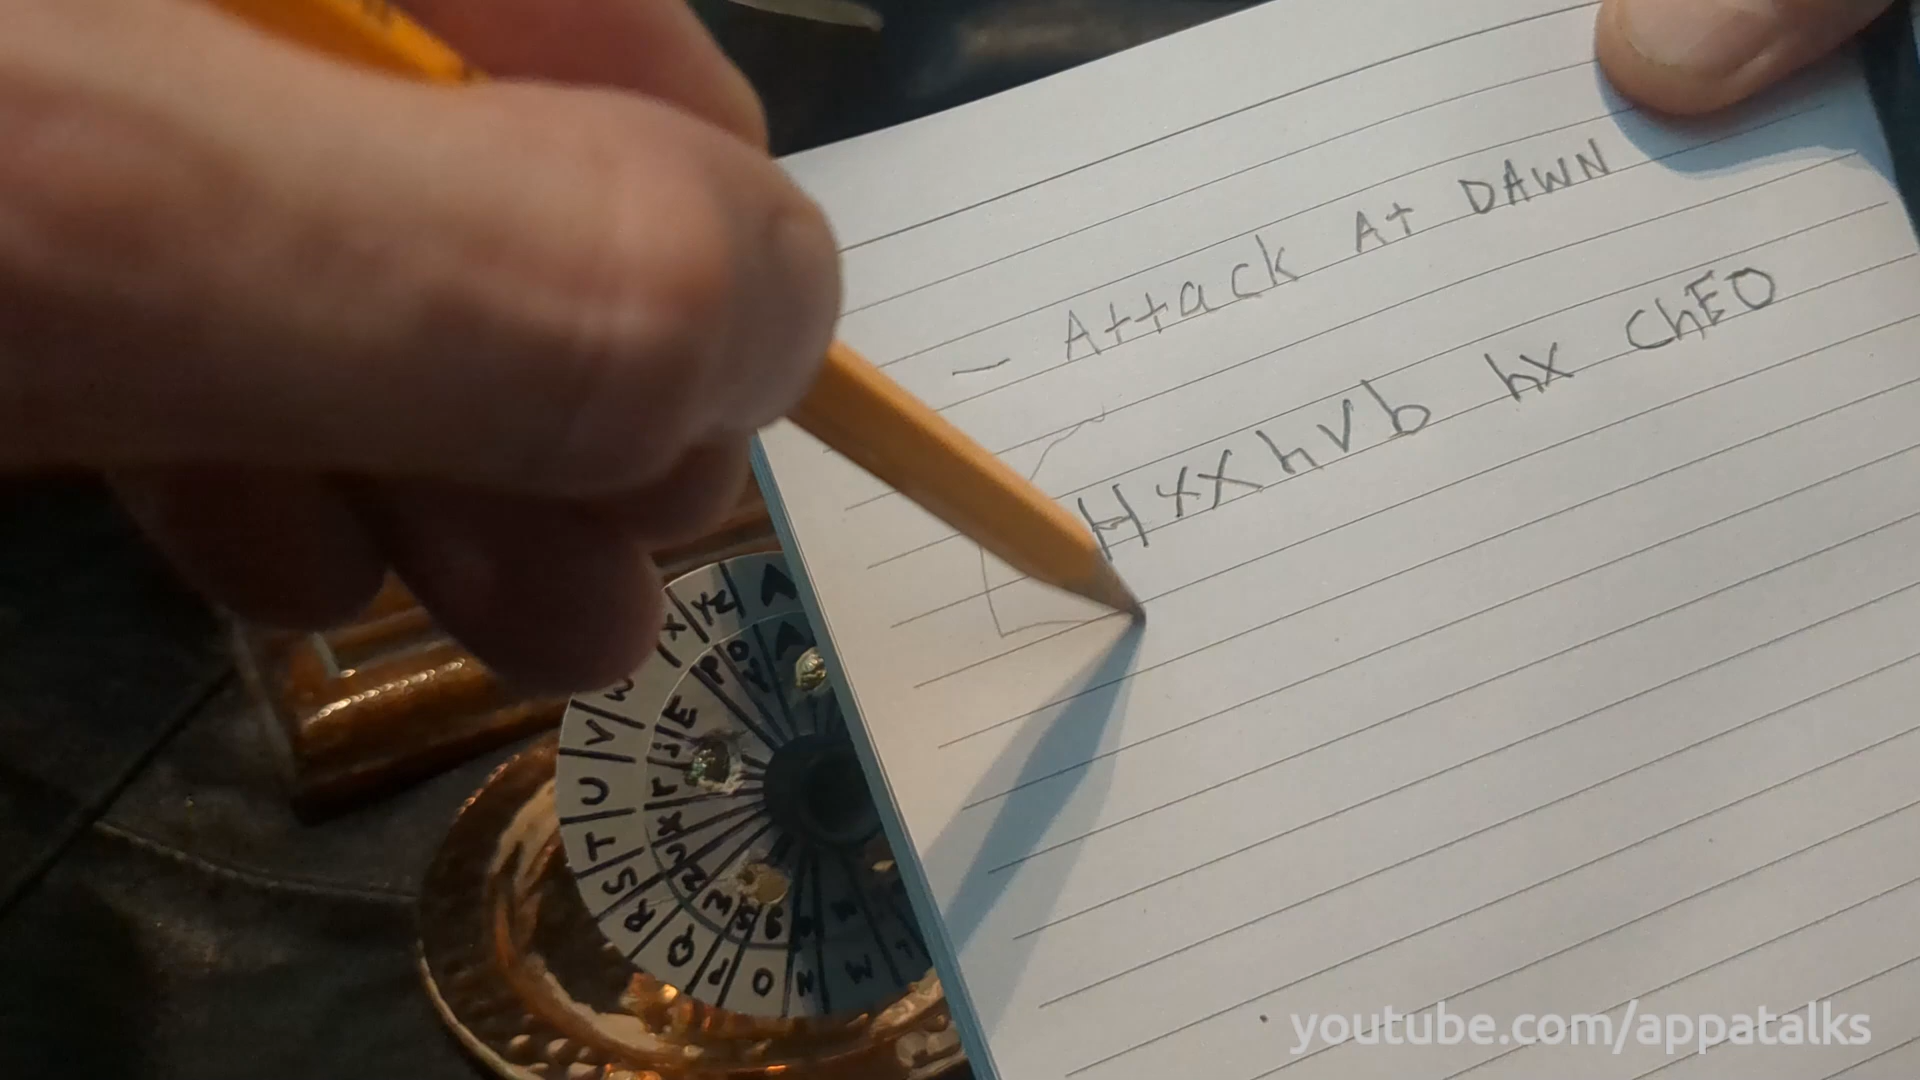 - Attack At DAWN
HxxhVb hx ChEO
X Y Z A
W P O A
V E
U j
T r
S X
R N
Q Z
P
O
N
M
youtube.com/appatalks